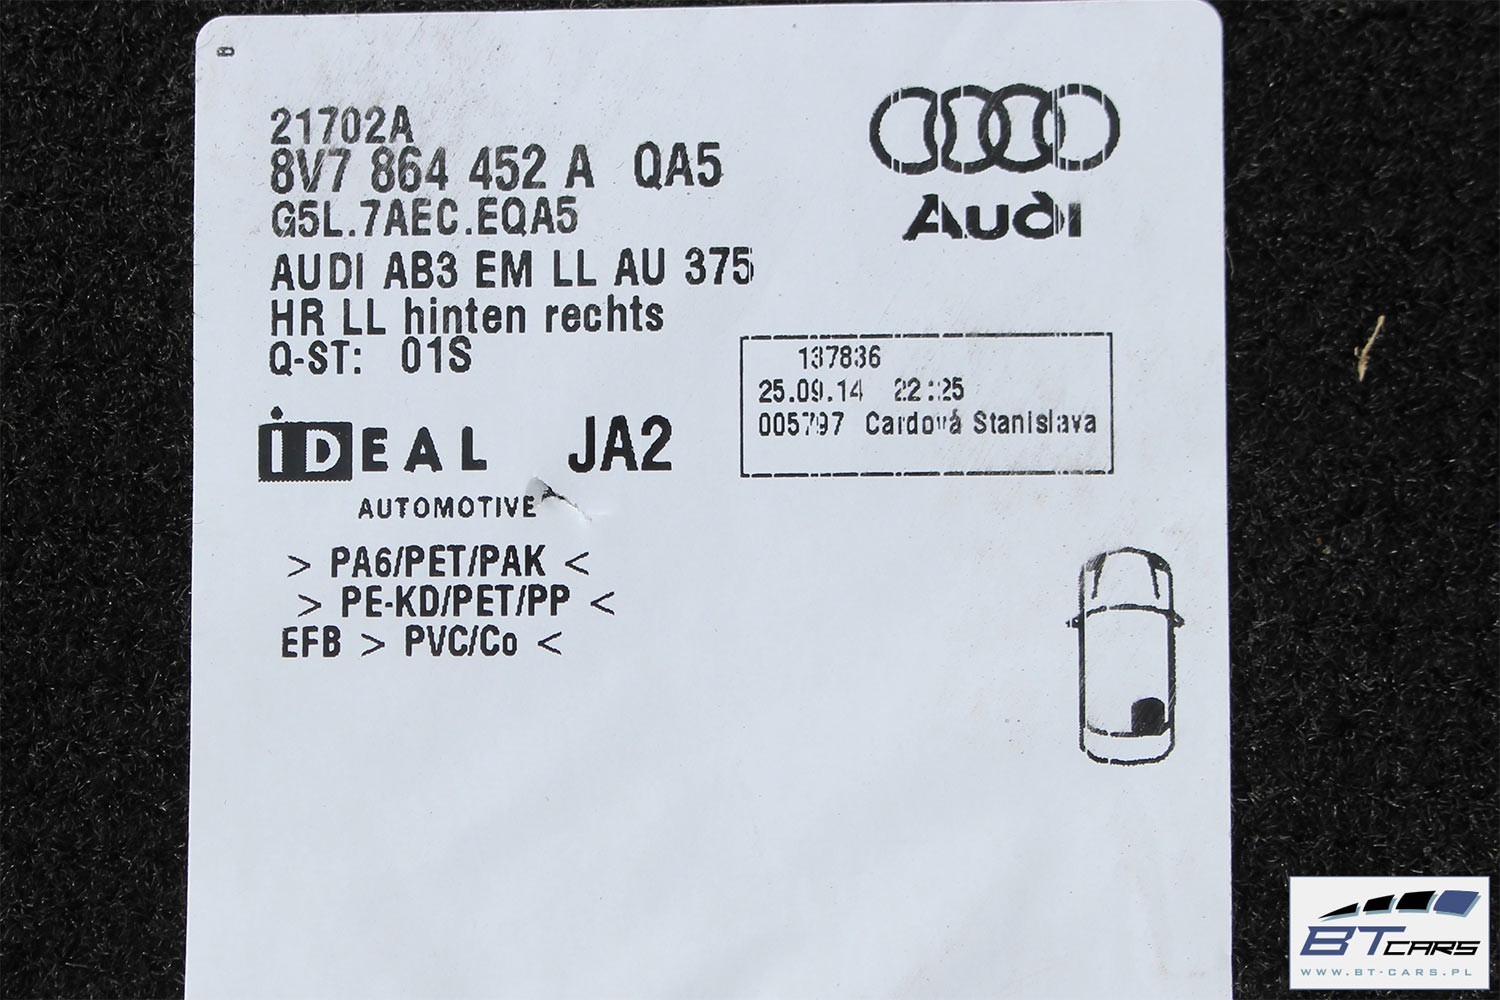 21702A
8V7 864 452 A QA5
G5L.7AEC.EQA5
AUDI AB3 EM LL AU 375
HR LL hinten rechts
Q-ST: 01S
Audi
137836
25.09.14 22:25
005797 Cardová Stanislava
iDEAL JA2
AUTOMOTIVE
> PA6/PET/PAK <
> PE-KD/PET/PP <
EFB > PVC/Co <
BT CARS
WWW.BT-CARS.PL